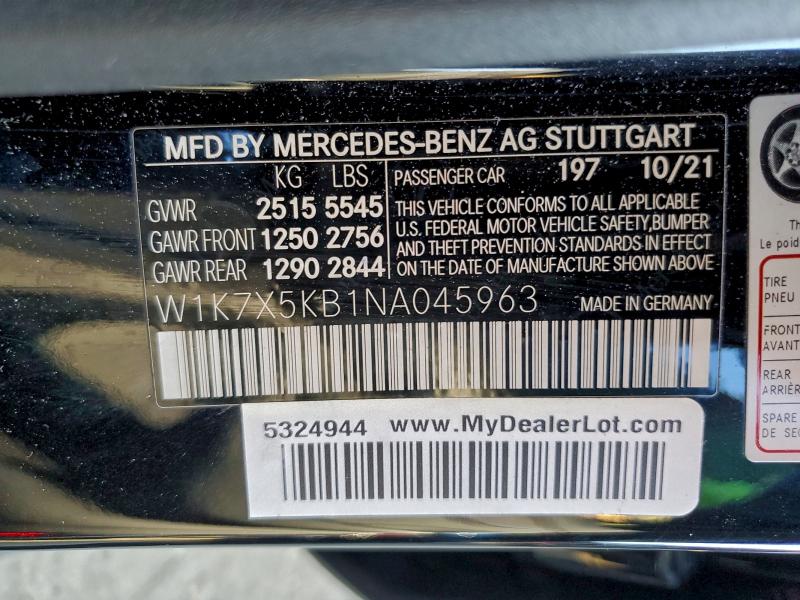 MFD BY MERCEDES-BENZ AG STUTTGART
KG LBS
GVWR 2515 5545
GAWR FRONT 1250 2756
GAWR REAR 1290 2844
PASSENGER CAR 197 10/21
THIS VEHICLE CONFORMS TO ALL APPLICABLE
U.S. FEDERAL MOTOR VEHICLE SAFETY,BUMPER
AND THEFT PREVENTION STANDARDS IN EFFECT
ON THE DATE OF MANUFACTURE SHOWN ABOVE
W1K7X5KB1NA045963 MADE IN GERMANY
5324944 www.MyDealerLot.com
Th
Le poid
TIRE
PNEU
FRONT
AVANT
REAR
ARRIÈR
SPARE
DE SEC